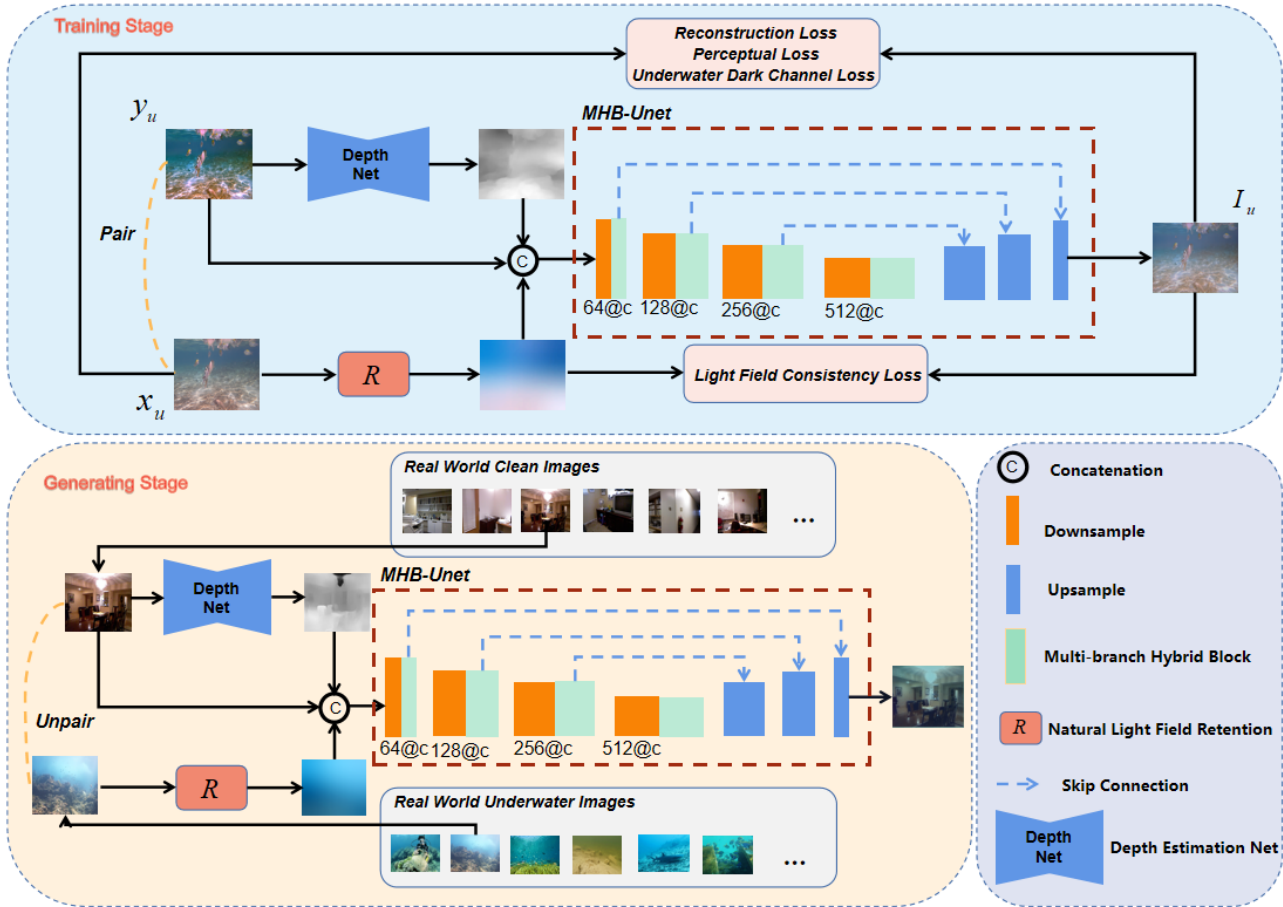 Training Stage
Reconstruction Loss
Perceptual Loss
Underwater Dark Channel Loss
y_u
Depth
Net
MHB-Unet
I_u
Pair
C
64@c
128@c
256@c
512@c
R
Light Field Consistency Loss
x_u
Generating Stage
Real World Clean Images
...
Depth
Net
MHB-Unet
Unpair
C
64@c
128@c
256@c
512@c
R
Real World Underwater Images
...
C
Concatenation
Downsample
Upsample
Multi-branch Hybrid Block
R
Natural Light Field Retention
Skip Connection
Depth
Net
Depth Estimation Net